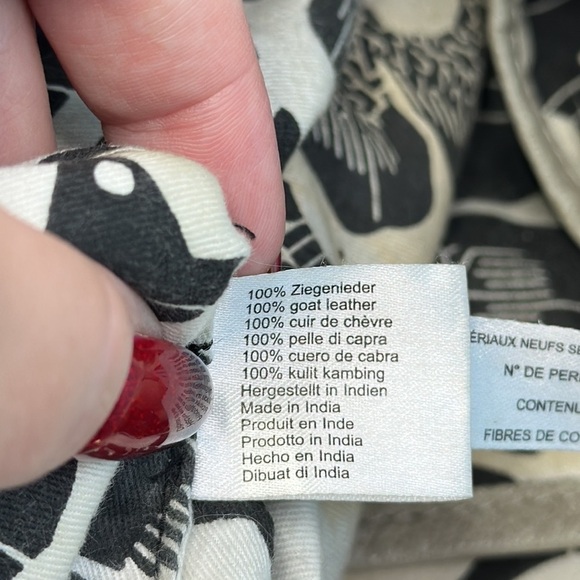 100% Ziegenieder
100% goat leather
100% cuir de chèvre
100% pelle di capra
100% cuero de cabra
100% kulit kambing
Hergestellt in Indien
Made in India
Produit en Inde
Prodotto in India
Hecho en India
Dibuat di India
ÉRIAUX NEUFS SE
N° DE PER
CONTENU
FIBRES DE CO